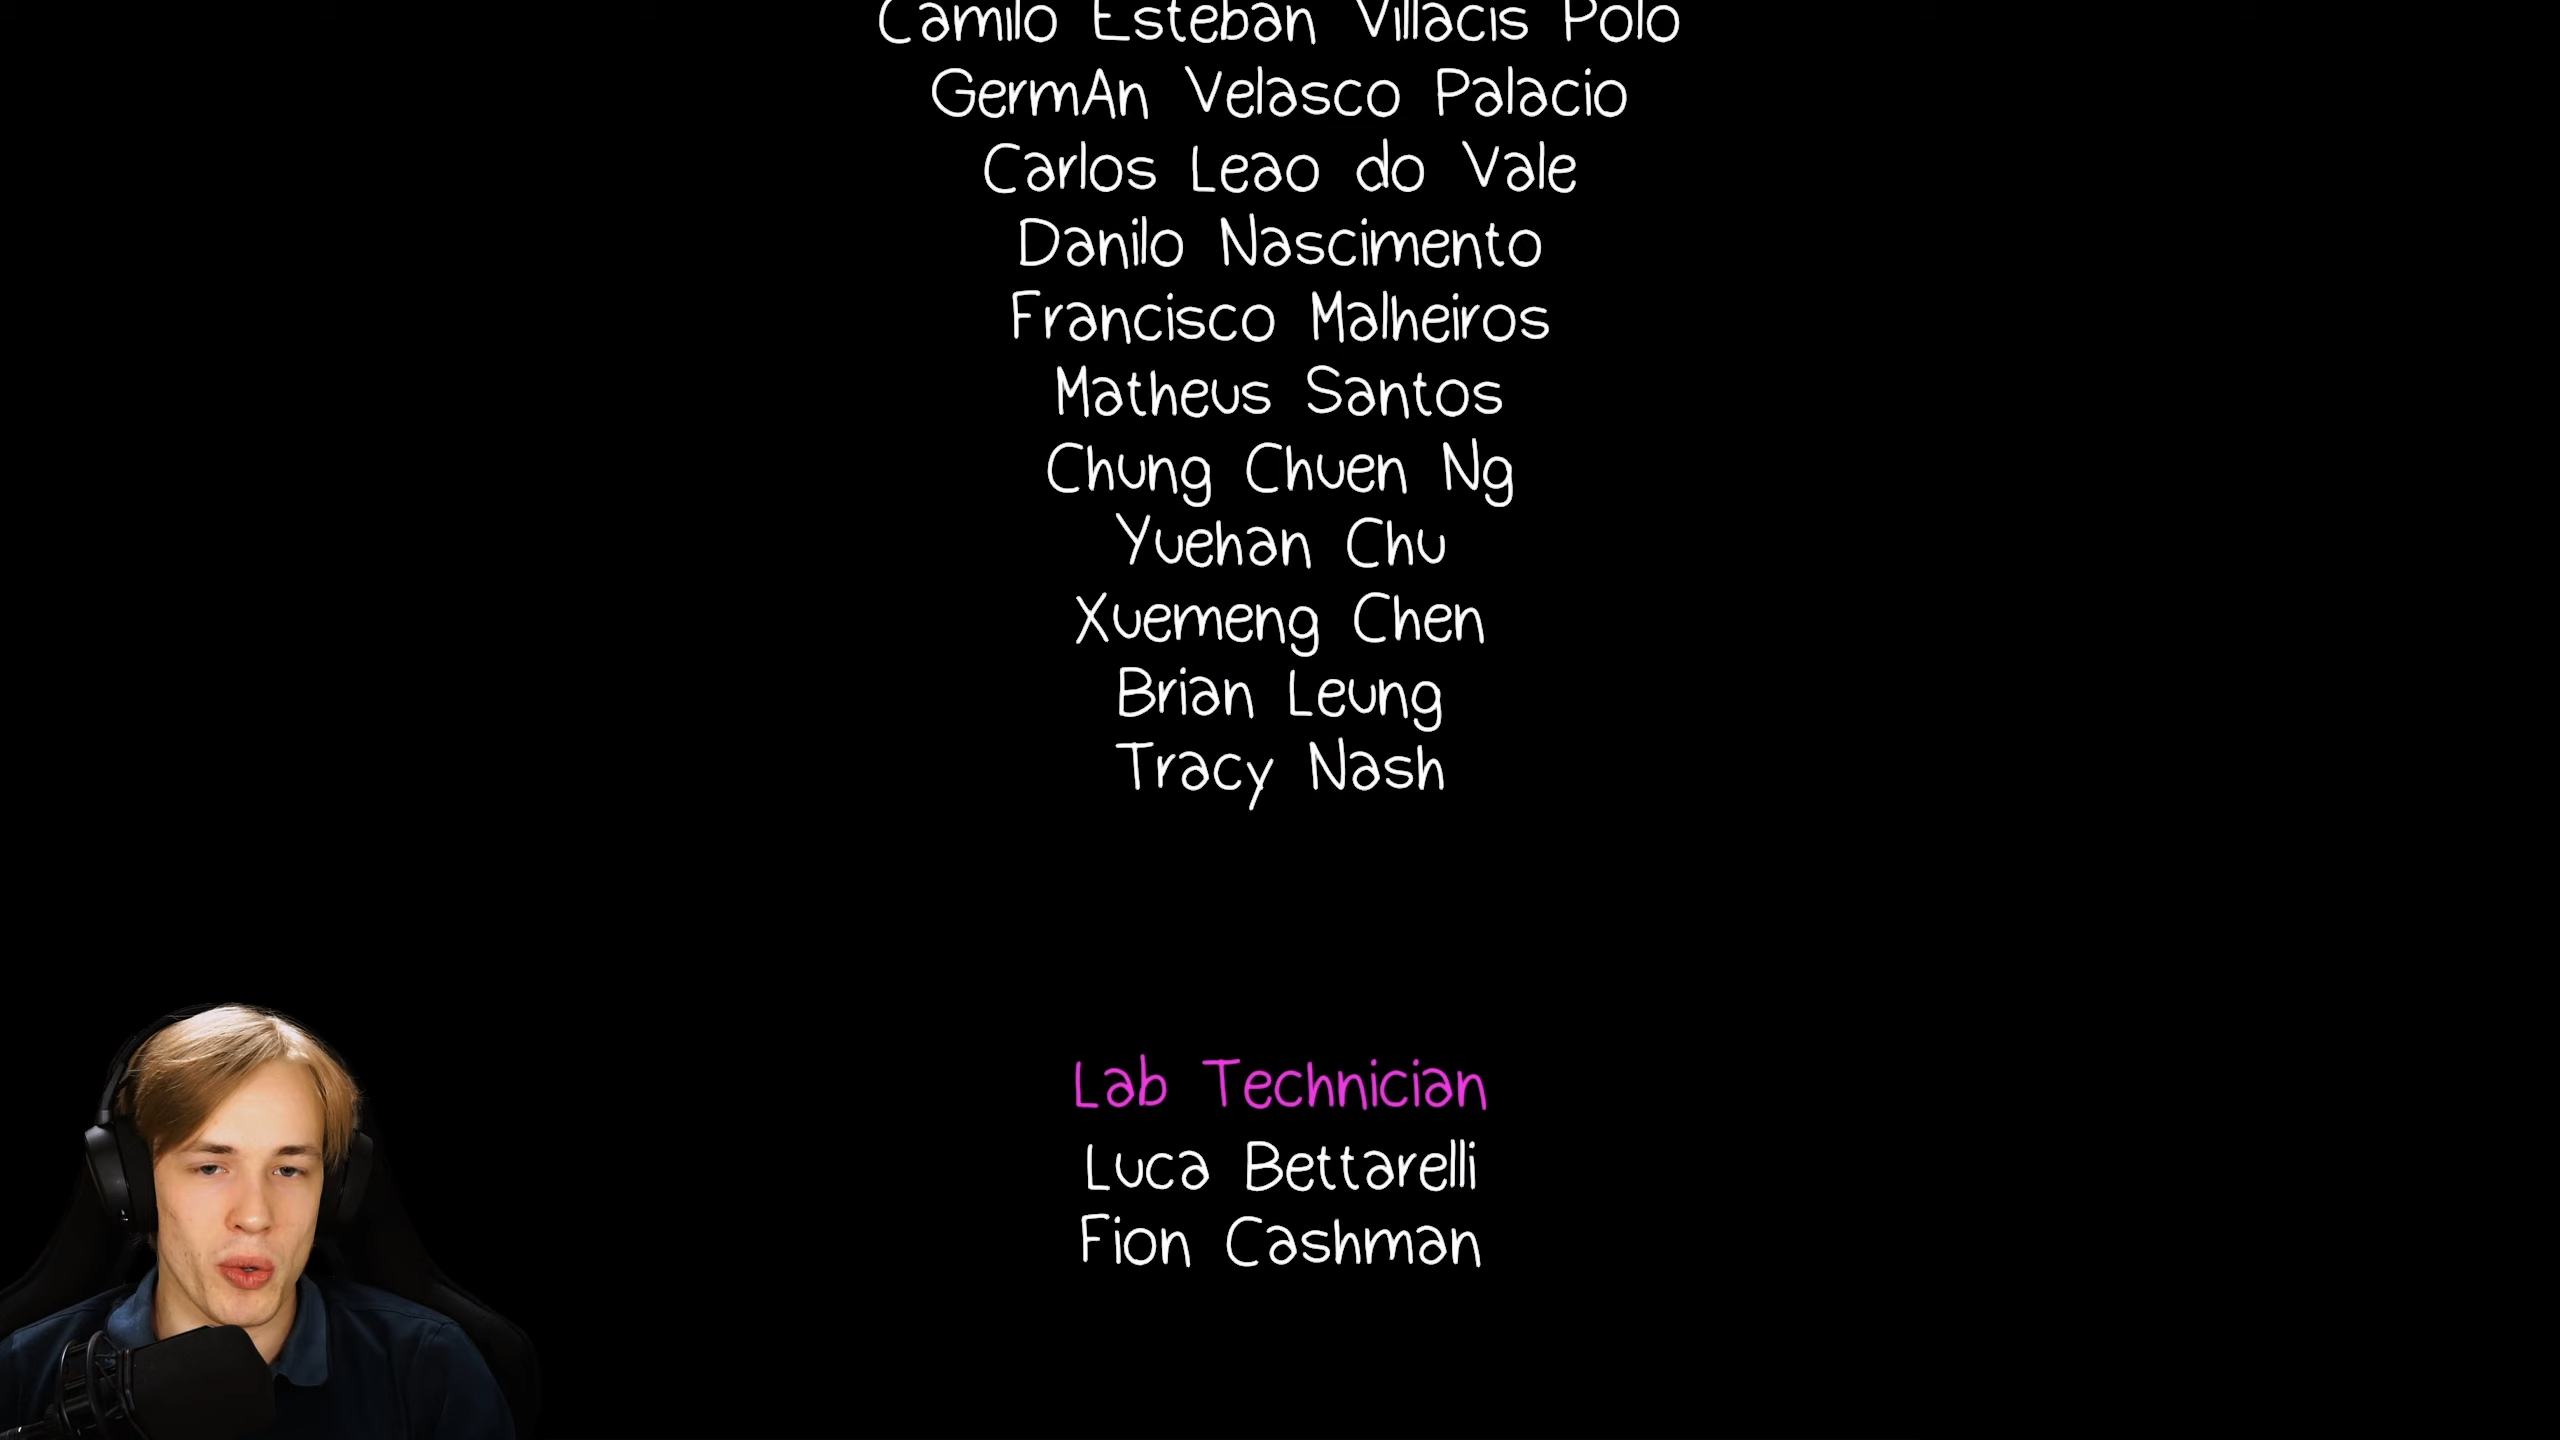 Camilo Esteban Villacis Polo
GermAn Velasco Palacio
Carlos Leao do Vale
Danilo Nascimento
Francisco Malheiros
Matheus Santos
Chung Chuen Ng
Yuehan Chu
Xuemeng Chen
Brian Leung
Tracy Nash
Lab Technician
Luca Bettarelli
Fion Cashman